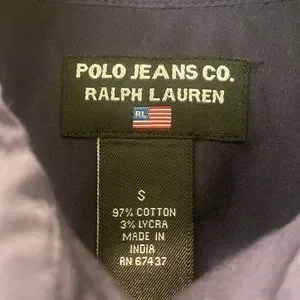 POLO JEANS CO.
RALPH LAUREN
RL
S
97% COTTON
3% LYCRA
MADE IN
INDIA
RN 67437